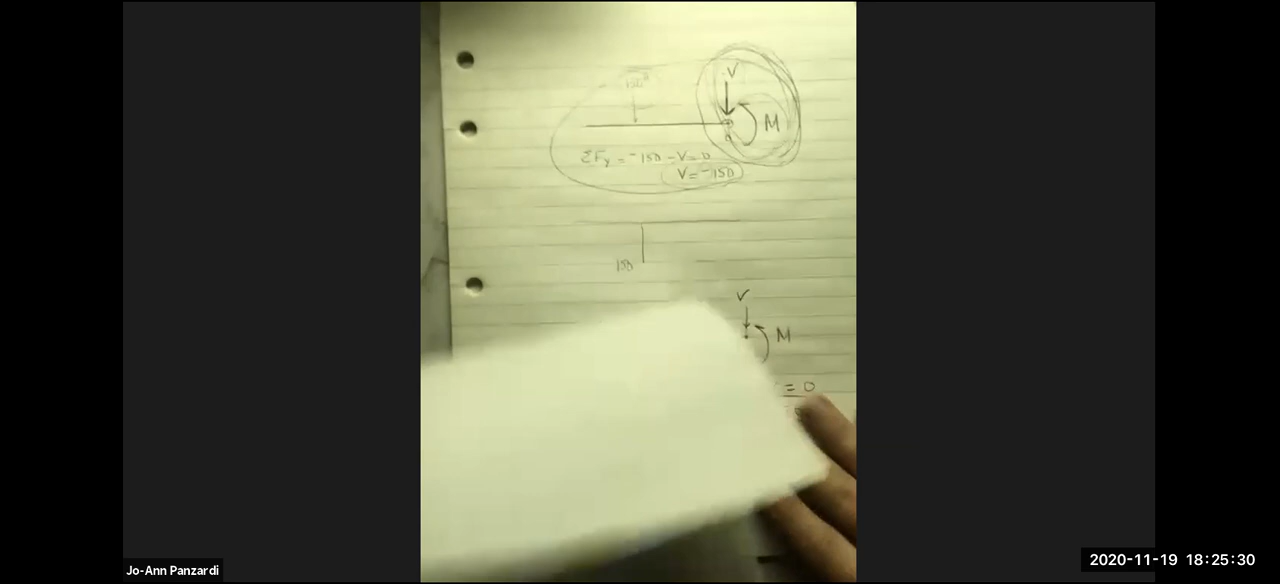 V
150#
M
ΣFy = -150 - V = 0
V = -150
150
V
M
= 0
Jo-Ann Panzardi
2020-11-19 18:25:30